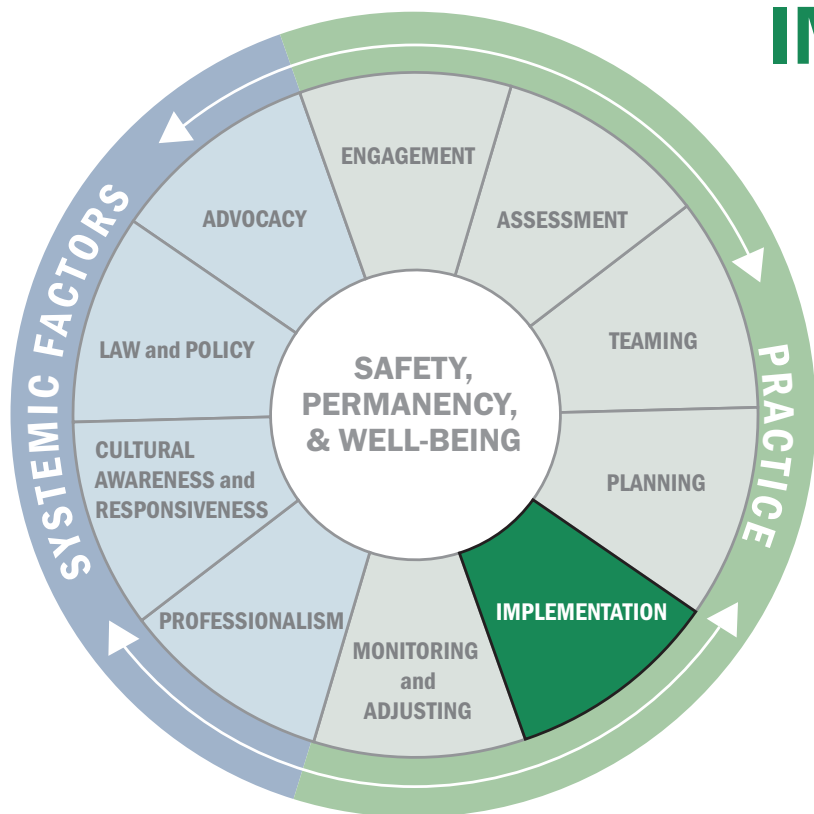 ENGAGEMENT
ASSESSMENT
TEAMING
PLANNING
IMPLEMENTATION
MONITORING
and
ADJUSTING
PROFESSIONALISM
CULTURAL
AWARENESS and
RESPONSIVENESS
LAW and POLICY
ADVOCACY
SAFETY,
PERMANENCY,
& WELL-BEING
SYSTEMIC FACTORS
PRACTICE